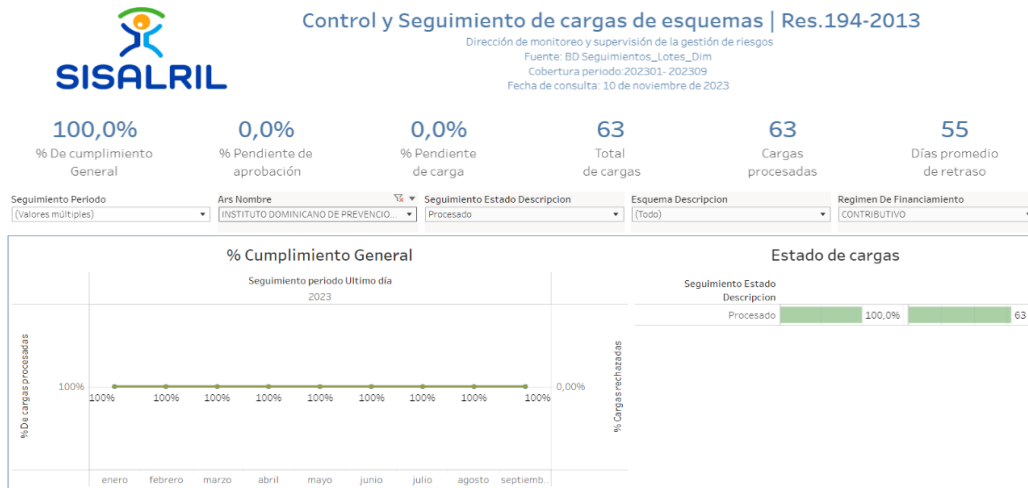 SISALRIL
Control y Seguimiento de cargas de esquemas | Res.194-2013
Dirección de monitoreo y supervisión de la gestión de riesgos
Fuente: BD Seguimientos_Lotes_Dim
Cobertura periodo:202301- 202309
Fecha de consulta: 10 de noviembre de 2023
100,0%
% De cumplimiento
General
0,0%
% Pendiente de
aprobación
0,0%
% Pendiente
de carga
63
Total
de cargas
63
Cargas
procesadas
55
Días promedio
de retraso
Seguimiento Periodo
(Valores múltiples)
Ars Nombre
INSTITUTO DOMINICANO DE PREVENCIO...
Seguimiento Estado Descripcion
Procesado
Esquema Descripcion
(Todo)
Regimen De Financiamiento
CONTRIBUTIVO
% Cumplimiento General
Seguimiento periodo Ultimo día
2023
% De cargas procesadas
100%
100% 100% 100% 100% 100% 100% 100% 100% 100%
0,00%
% Cargas rechazadas
enero febrero marzo abril mayo junio julio agosto septiemb..
Estado de cargas
Seguimiento Estado
Descripcion
Procesado 100,0% 63